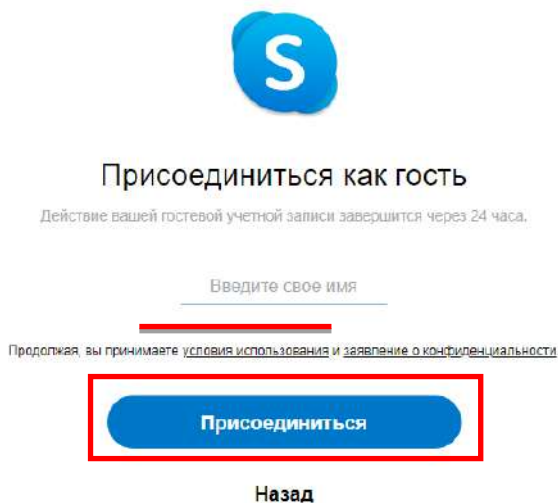 S
Присоединиться как гость
Действие вашей гостевой учетной записи завершится через 24 часа.
Введите свое имя
Продолжая, вы принимаете условия использования и заявление о конфиденциальности
Присоединиться
Назад